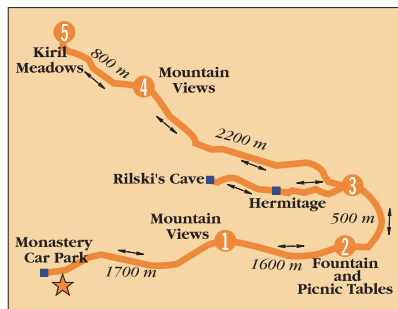 5
Kiril
Meadows
800 m
4
Mountain
Views
2200 m
Rilski's Cave
3
Hermitage
500 m
Mountain
Views
1
2
Monastery
Car Park
1700 m
1600 m
Fountain
and
Picnic Tables